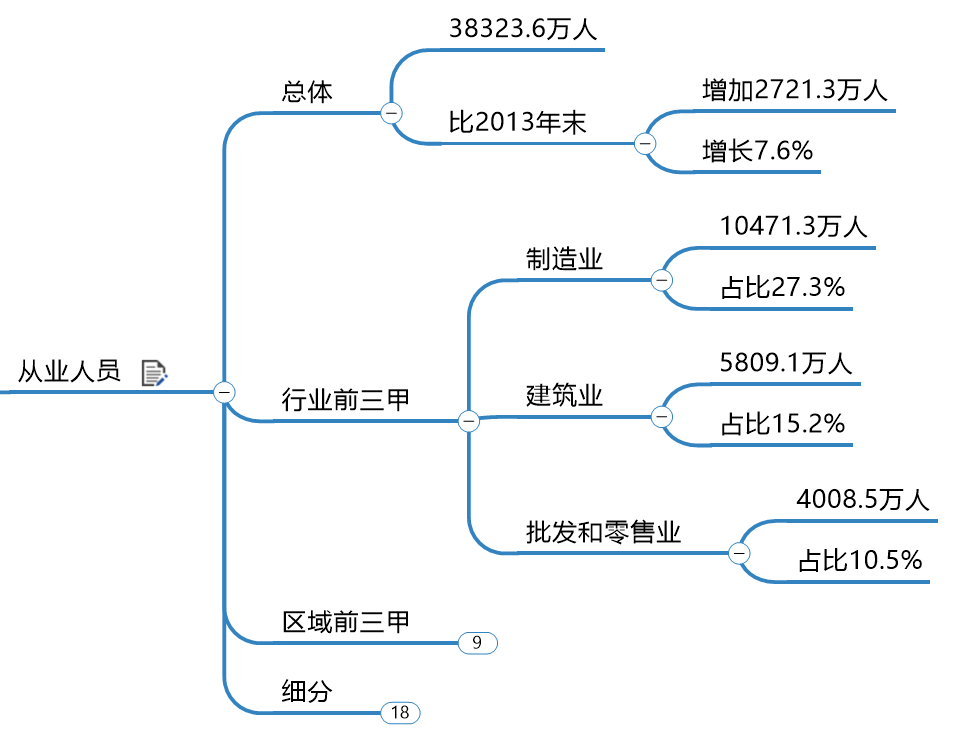 从业人员
总体
38323.6万人
比2013年末
增加2721.3万人
增长7.6%
行业前三甲
制造业
10471.3万人
占比27.3%
建筑业
5809.1万人
占比15.2%
批发和零售业
4008.5万人
占比10.5%
区域前三甲
9
细分
18